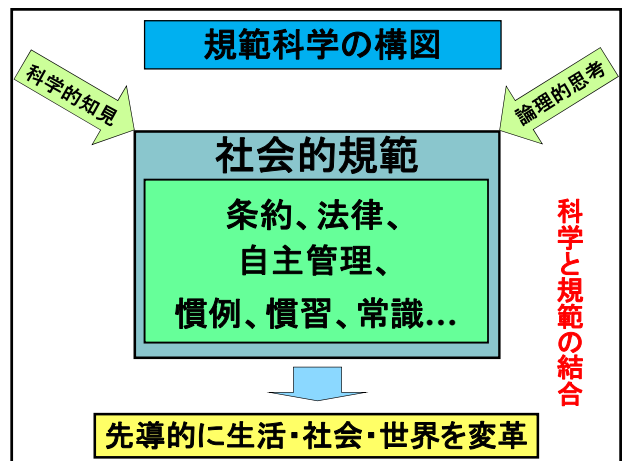 規範科学の構図
科学的知見
論理的思考
社会的規範
条約、法律、
自主管理、
慣例、慣習、常識…
科学と規範の結合
先導的に生活・社会・世界を変革